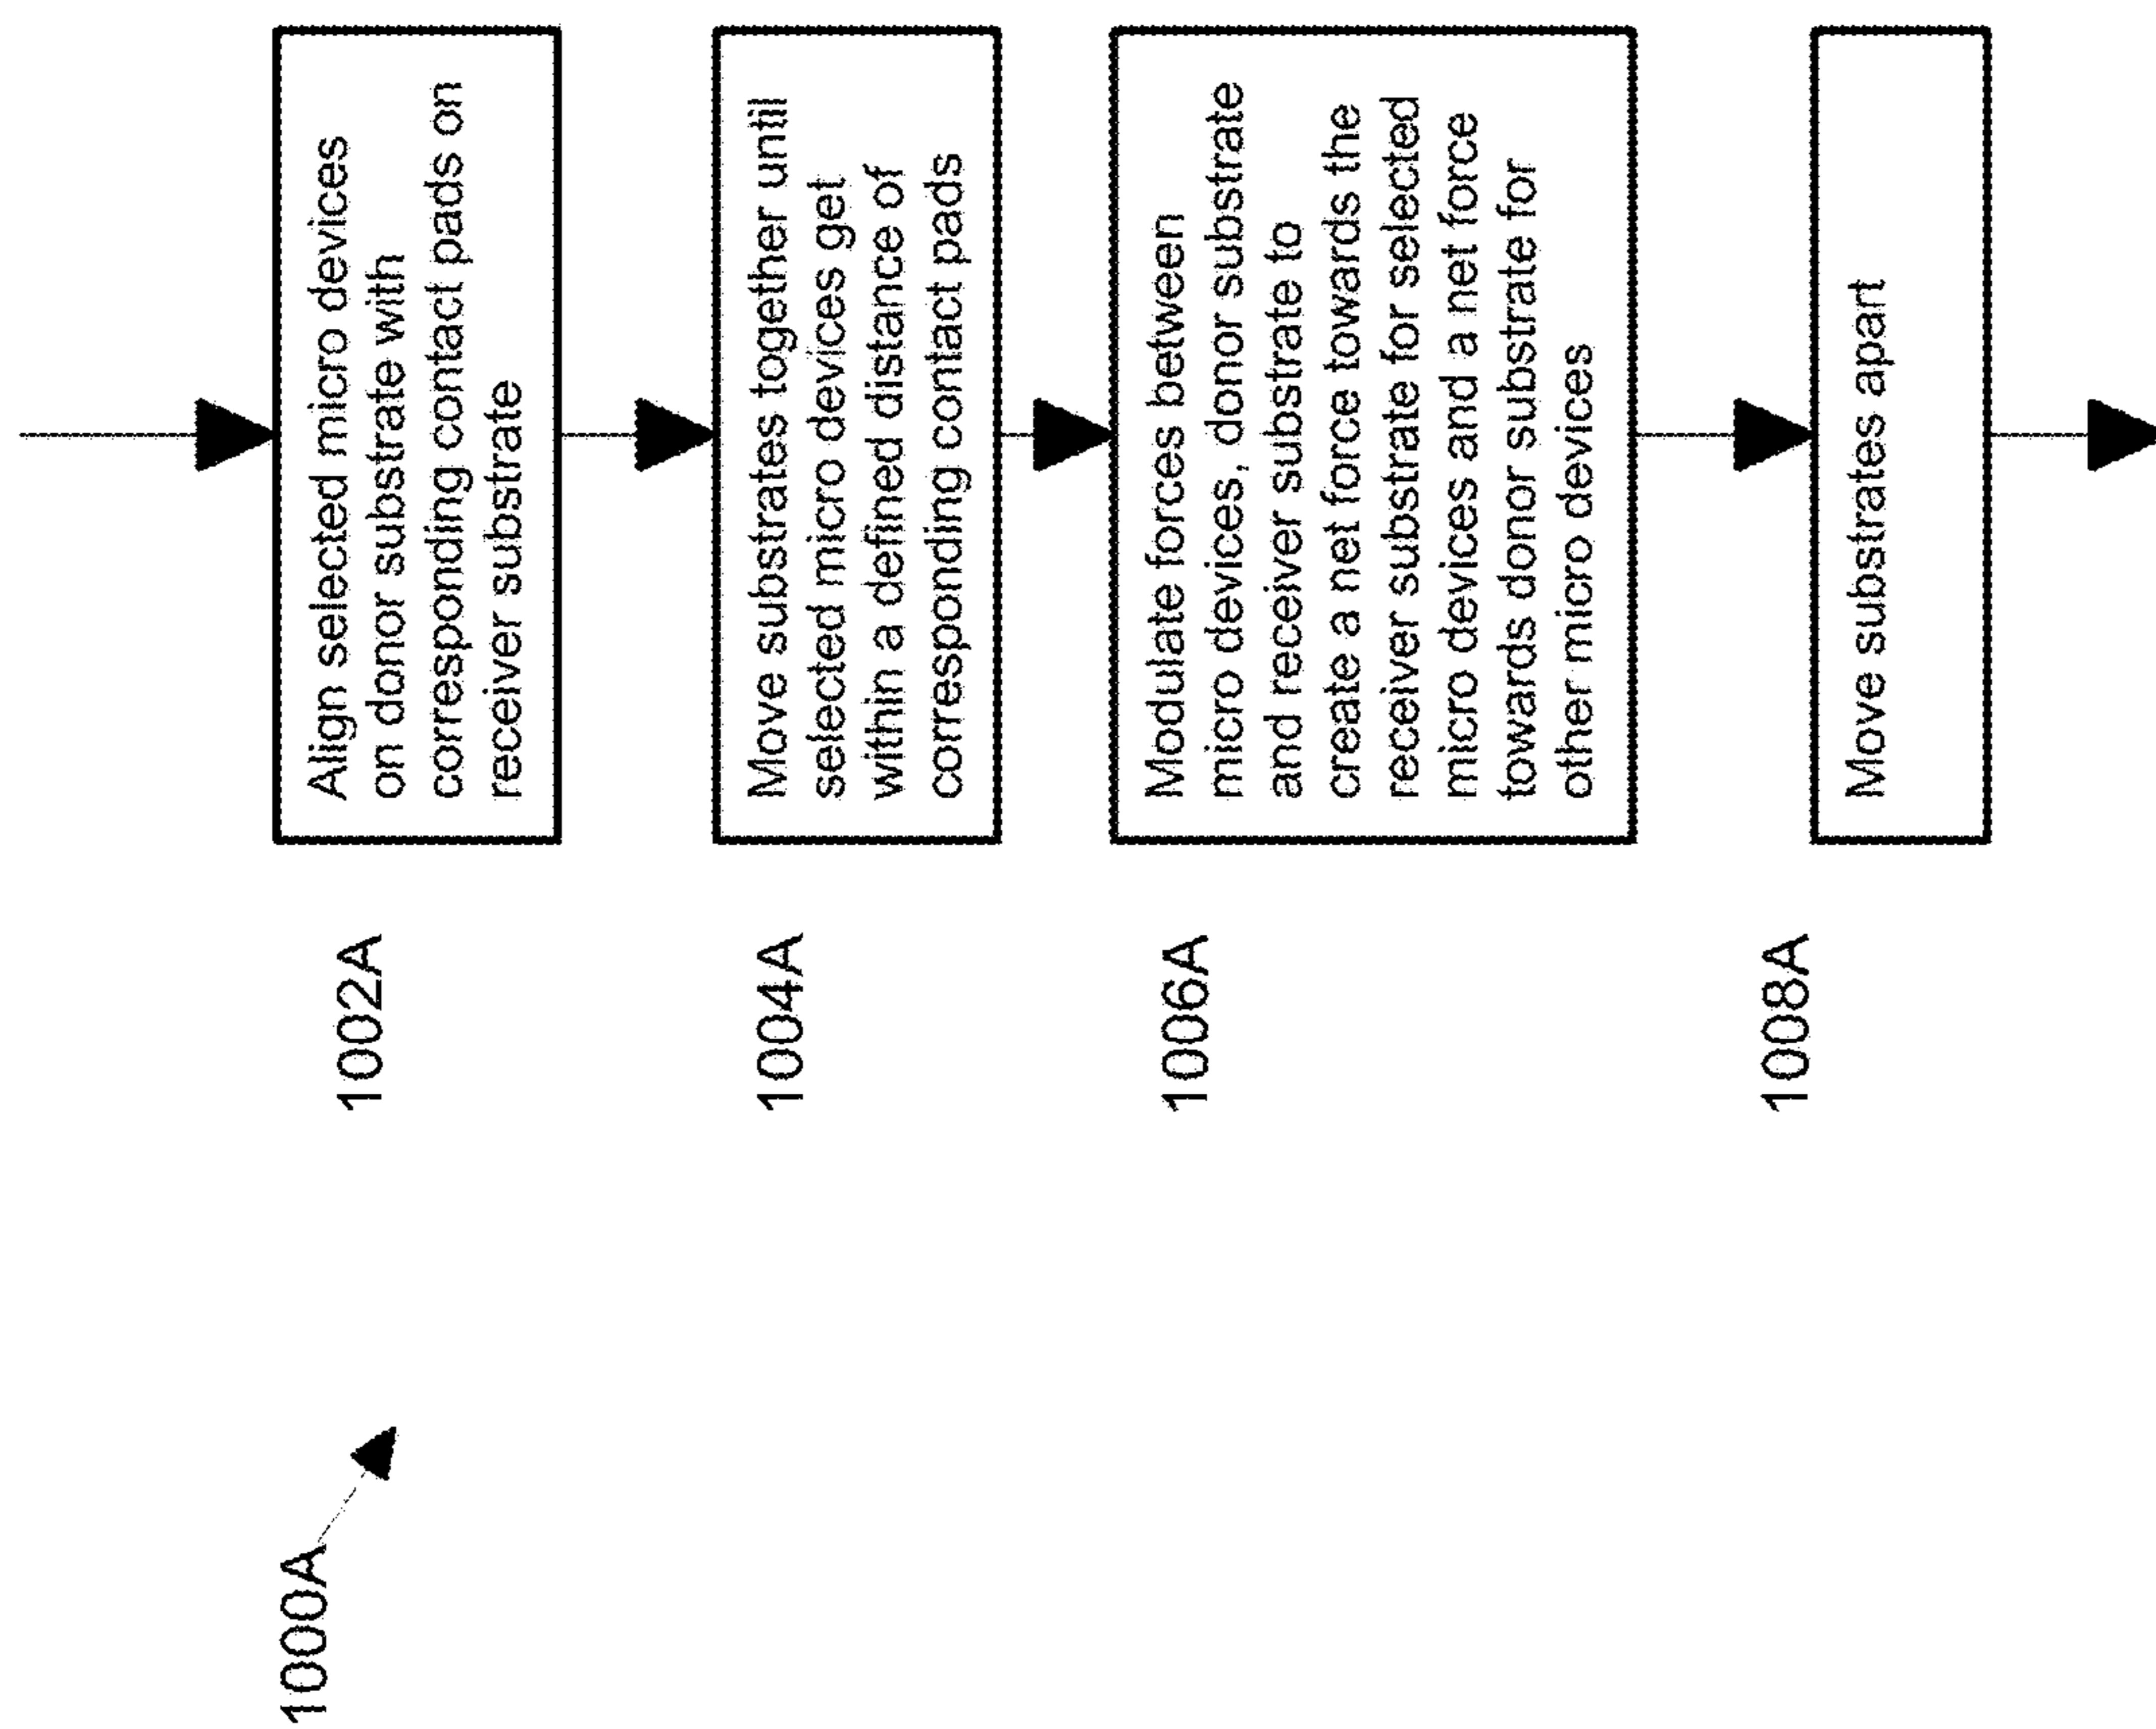 1000A
1002A
Align selected micro devices
on donor substrate with
corresponding contact pads on
receiver substrate
1004A
Move substrates together until
selected micro devices get
within a defined distance of
corresponding contact pads
1006A
Modulate forces between
micro devices, donor substrate
and receiver substrate to
create a net force towards the
receiver substrate for selected
micro devices and a net force
towards donor substrate for
other micro devices
1008A
Move substrates apart